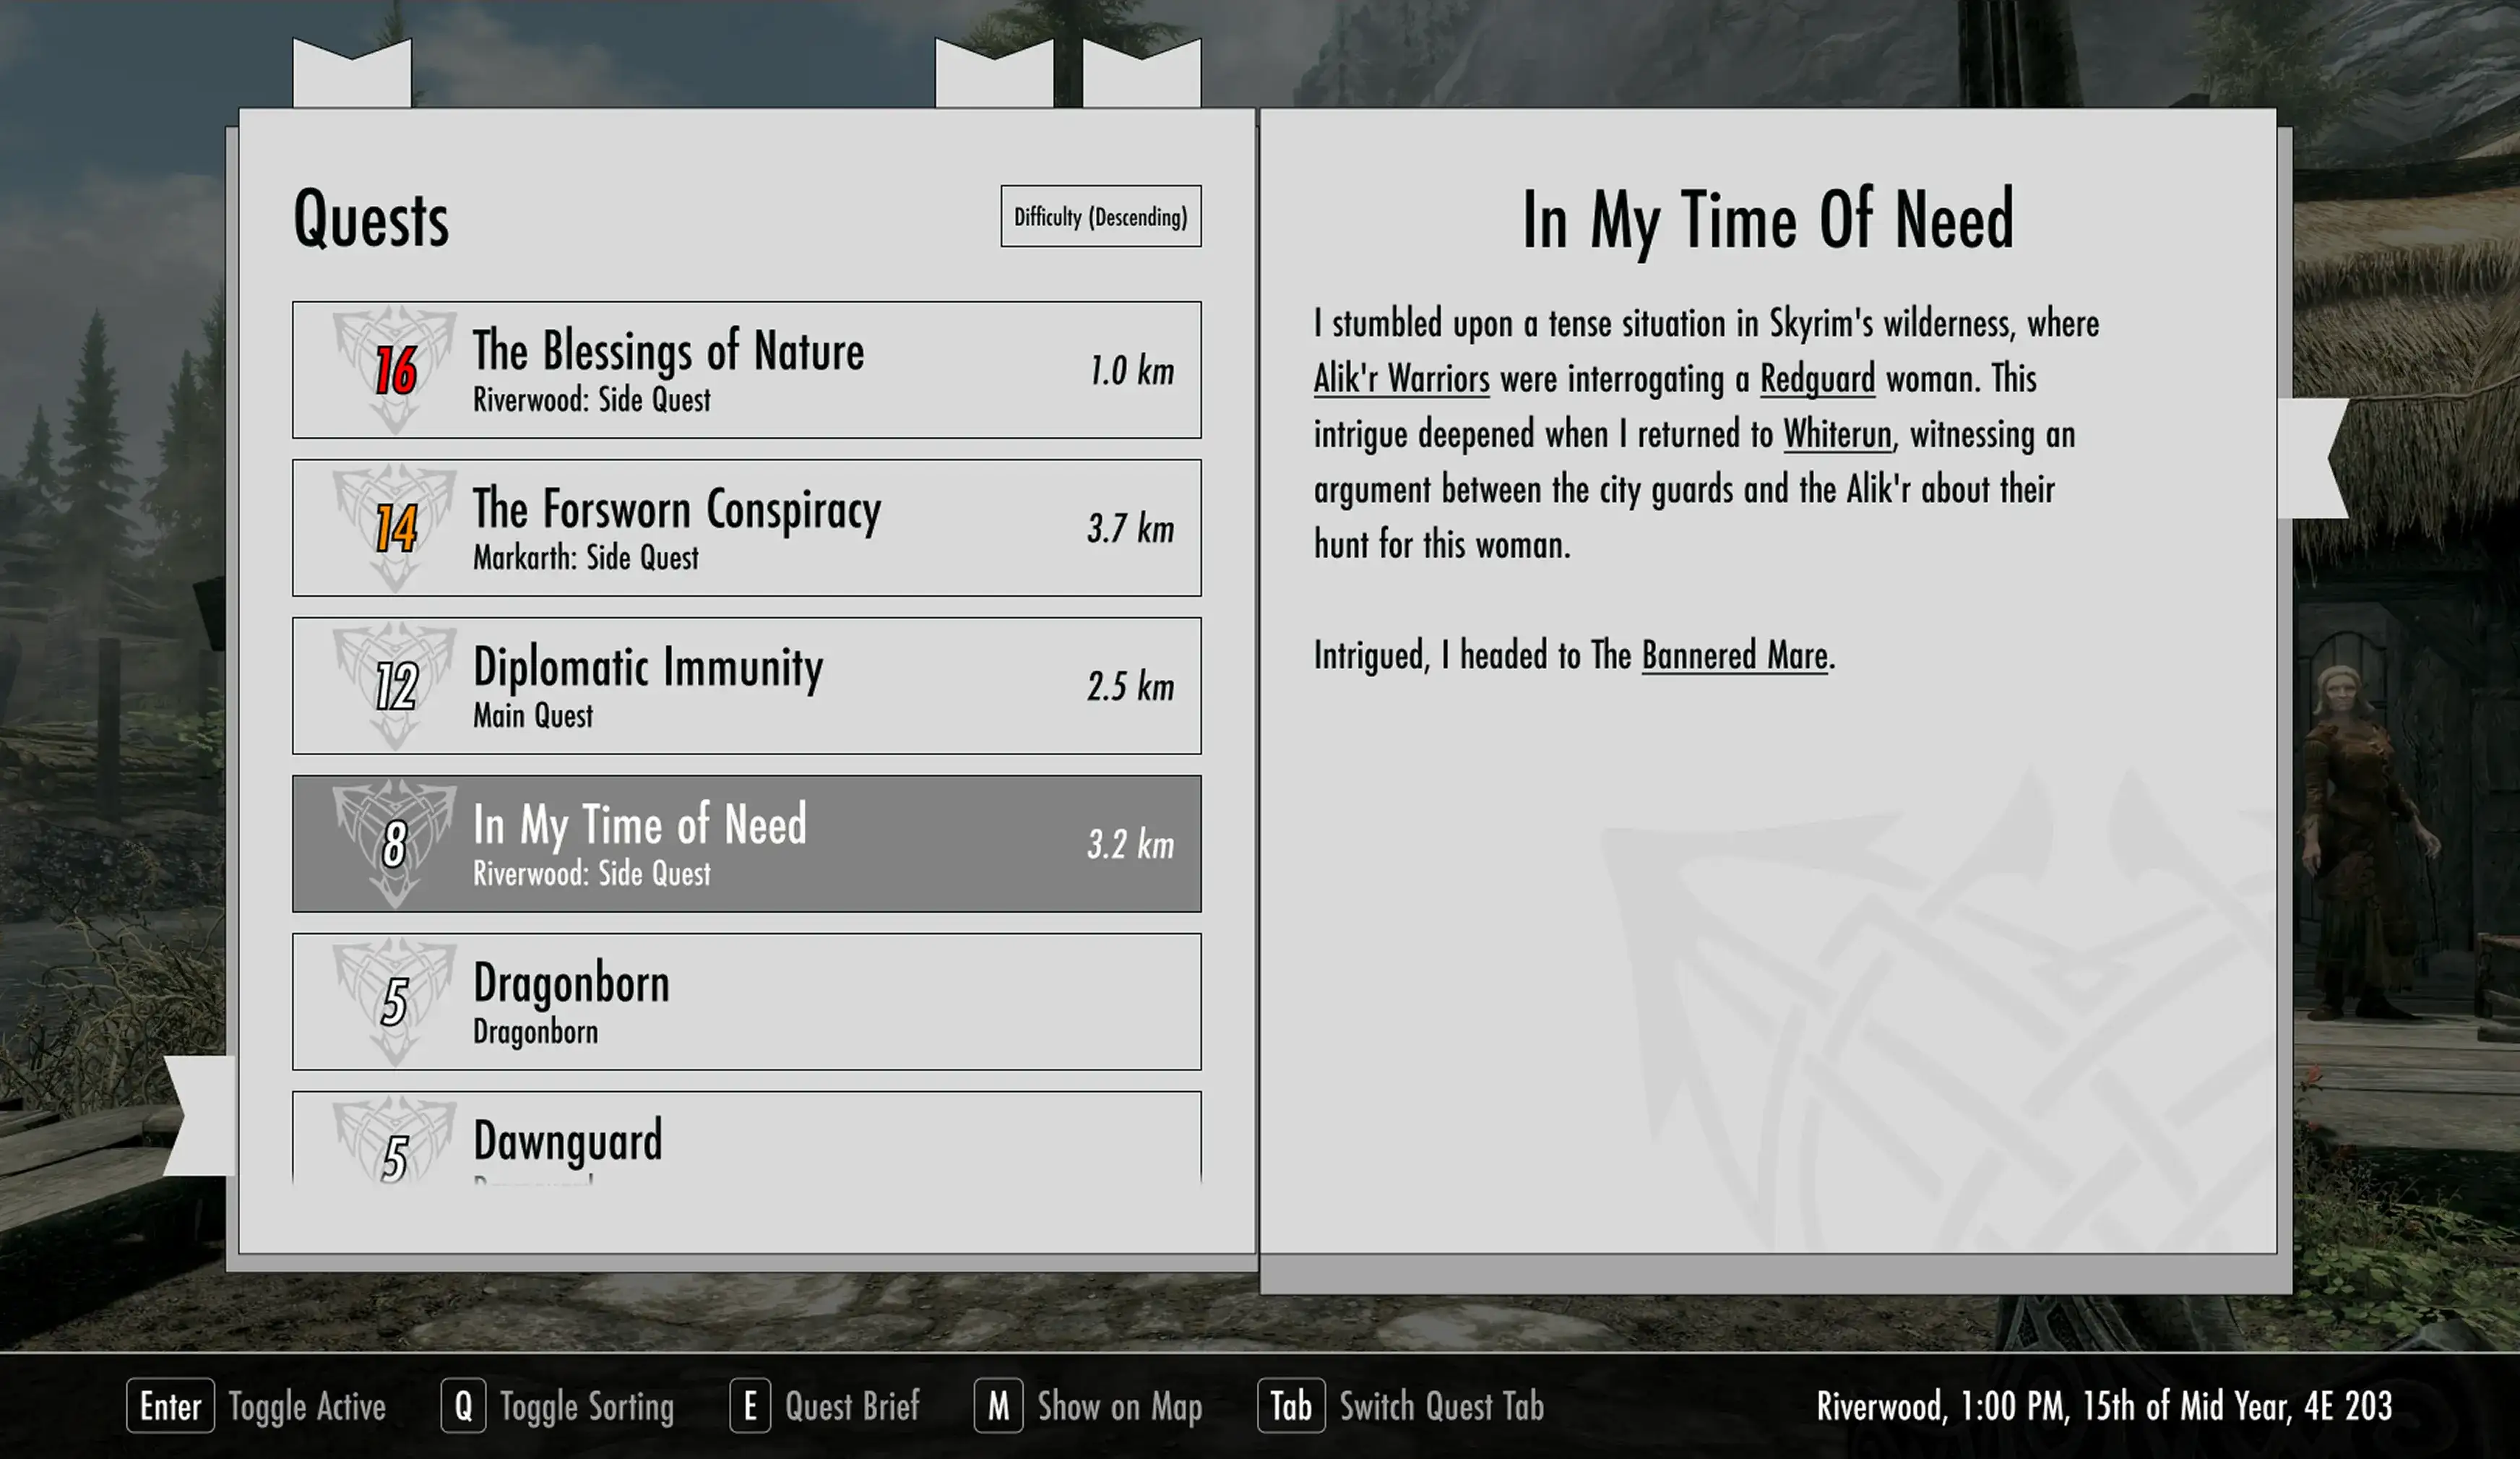 Quests
Difficulty (Descending)
16
The Blessings of Nature
Riverwood: Side Quest
1.0 km
14
The Forsworn Conspiracy
Markarth: Side Quest
3.7 km
12
Diplomatic Immunity
Main Quest
2.5 km
8
In My Time of Need
Riverwood: Side Quest
3.2 km
5
Dragonborn
Dragonborn
5
Dawnguard
In My Time Of Need
I stumbled upon a tense situation in Skyrim's wilderness, where
Alik'r Warriors were interrogating a Redguard woman. This
intrigue deepened when I returned to Whiterun, witnessing an
argument between the city guards and the Alik'r about their
hunt for this woman.
Intrigued, I headed to The Bannered Mare.
Enter Toggle Active Q Toggle Sorting E Quest Brief M Show on Map Tab Switch Quest Tab Riverwood, 1:00 PM, 15th of Mid Year, 4E 203